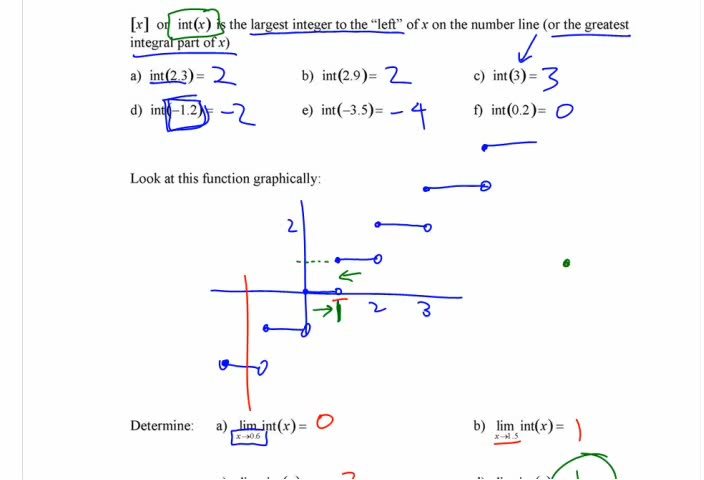 [x] or int(x) is the largest integer to the "left" of x on the number line (or the greatest
integral part of x)
a) int(2.3)= 2 b) int(2.9)= 2 c) int(3)= 3
d) int(−1.2)= −2 e) int(−3.5)= −4 f) int(0.2)= 0
Look at this function graphically:
2
1 2 3
Determine: a) lim int(x)= 0 b) lim int(x)= 1
x→0.6 x→1.5